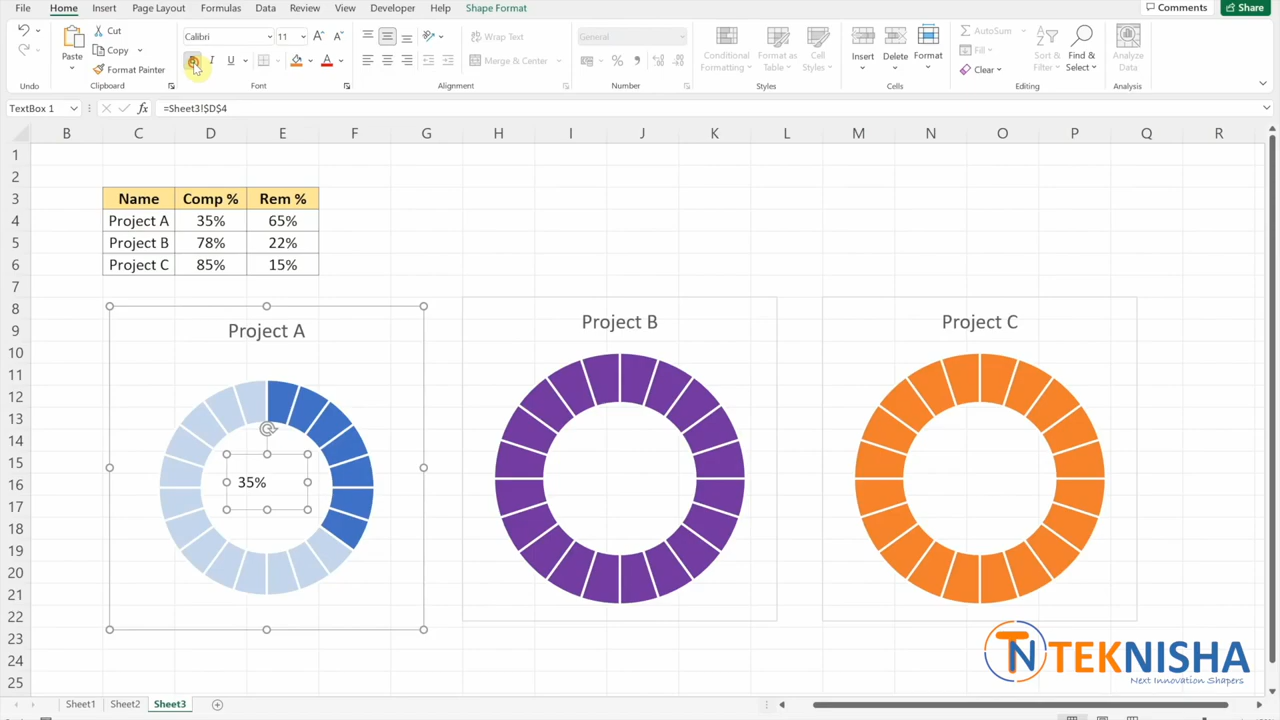 File Home Insert Page Layout Formulas Data Review View Developer Help Shape Format Comments Share
Cut
Copy
Format Painter
Paste
Calibri 11
Wrap Text
Merge & Center
General
Conditional Formatting
Format as Table
Cell Styles
Insert Delete Format
AutoSum
Fill
Clear
Sort & Filter
Find & Select
Analyze Data
Undo Clipboard Font Alignment Number Styles Cells Editing Analysis
TextBox 1 fx =Sheet3!$D$4
B C D E F G H I J K L M N O P Q R
1
2
3 Name Comp % Rem %
4 Project A 35% 65%
5 Project B 78% 22%
6 Project C 85% 15%
7
8
9 Project A Project B Project C
10
11
12
13
14
15
16 35%
17
18
19
20
21
22
23
24
25
TN TEKNISHA
Next Innovation Shapers
Sheet1 Sheet2 Sheet3